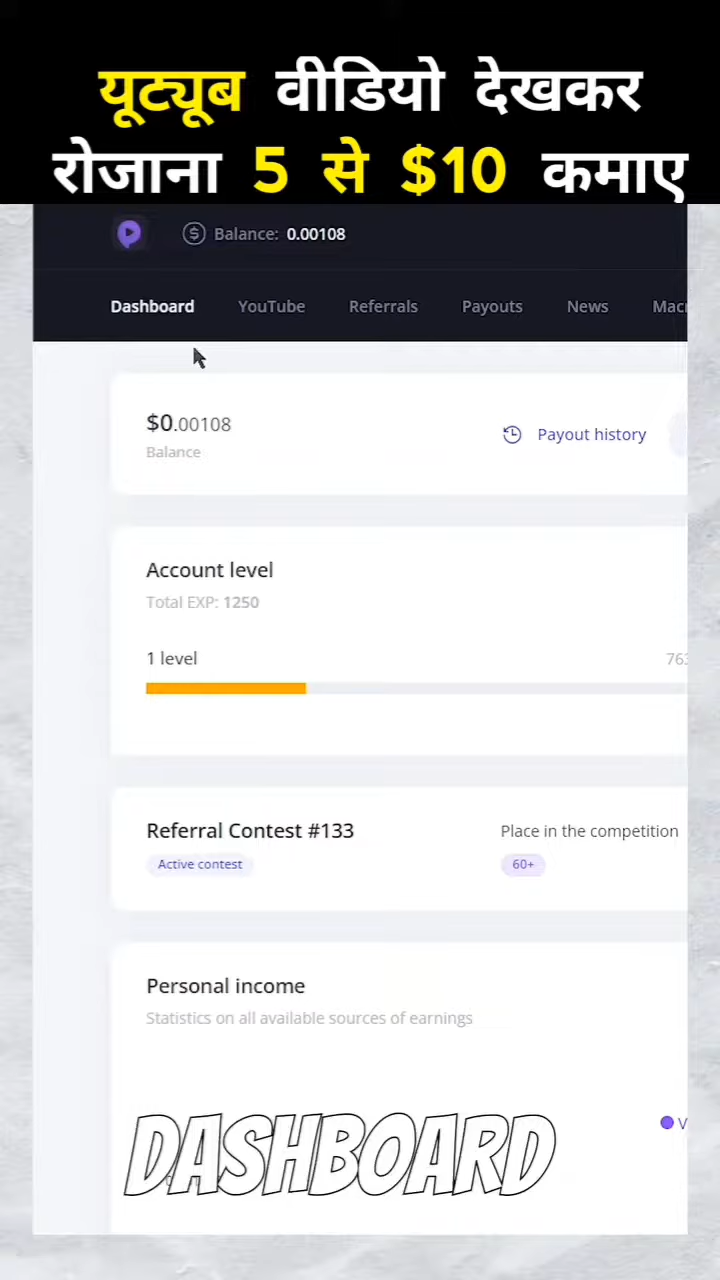 यूट्यूब वीडियो देखकर
रोजाना 5 से $10 कमाए
Balance: 0.00108
Dashboard YouTube Referrals Payouts News
$0.00108
Balance
Payout history
Account level
Total EXP: 1250
1 level
763
Referral Contest #133
Active contest
Place in the competition
60+
Personal income
Statistics on all available sources of earnings
V
DASHBOARD